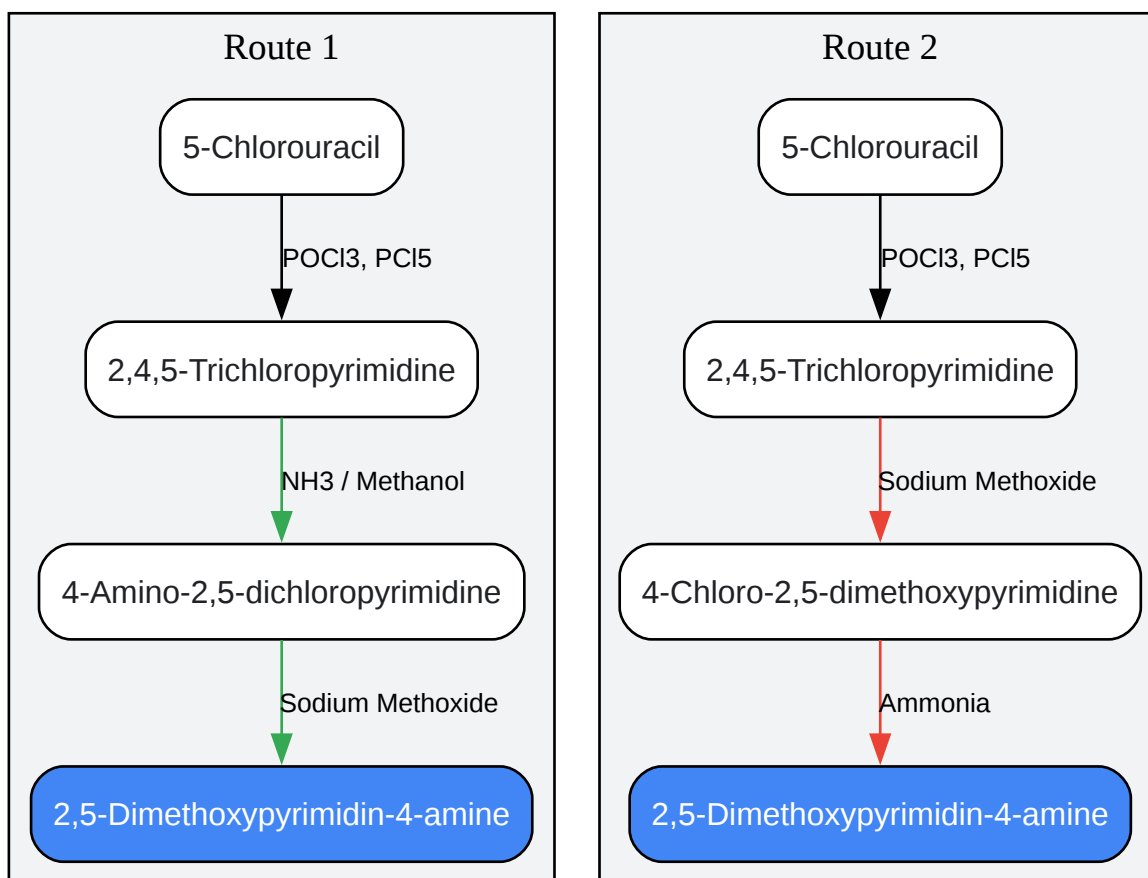 Route 1
5-Chlorouracil
POCl3, PCl5
2,4,5-Trichloropyrimidine
NH3 / Methanol
4-Amino-2,5-dichloropyrimidine
Sodium Methoxide
2,5-Dimethoxypyrimidin-4-amine
Route 2
5-Chlorouracil
POCl3, PCl5
2,4,5-Trichloropyrimidine
Sodium Methoxide
4-Chloro-2,5-dimethoxypyrimidine
Ammonia
2,5-Dimethoxypyrimidin-4-amine